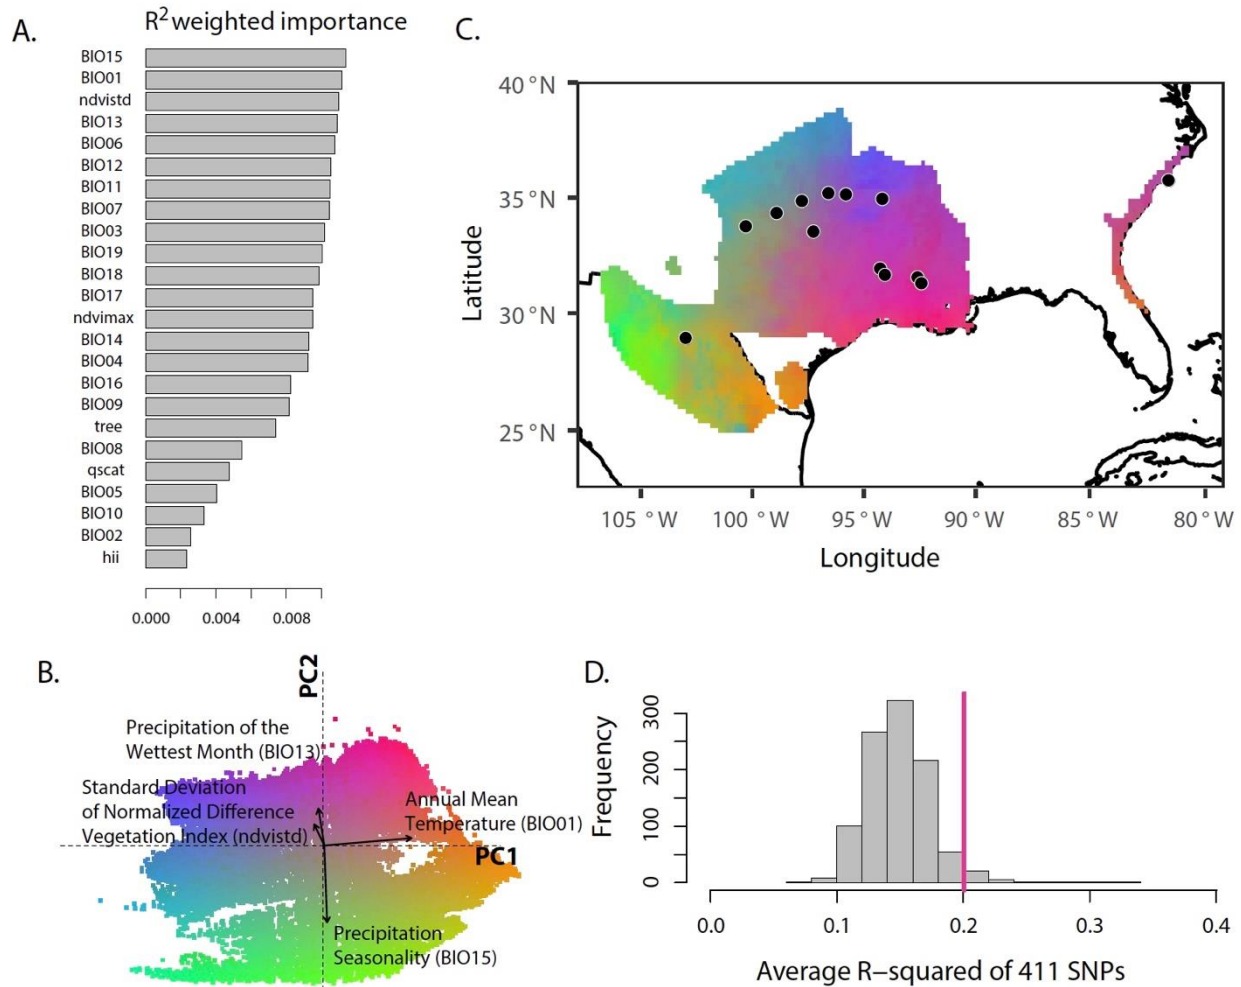 A.
R² weighted importance
BIO15
BIO01
ndvistd
BIO13
BIO06
BIO12
BIO11
BIO07
BIO03
BIO19
BIO18
BIO17
ndvimax
BIO14
BIO04
BIO16
BIO09
tree
BIO08
qscat
BIO05
BIO10
BIO02
hii
0.000 0.004 0.008
C.
40°N
35°N
30°N
25°N
Latitude
105°W 100°W 95°W 90°W 85°W 80°W
Longitude
B.
PC2
Precipitation of the
Wettest Month (BIO13)
Standard Deviation
of Normalized Difference
Vegetation Index (ndvistd)
Annual Mean
Temperature (BIO01)
PC1
Precipitation
Seasonality (BIO15)
D.
Frequency
300
200
100
0
0.0 0.1 0.2 0.3 0.4
Average R-squared of 411 SNPs